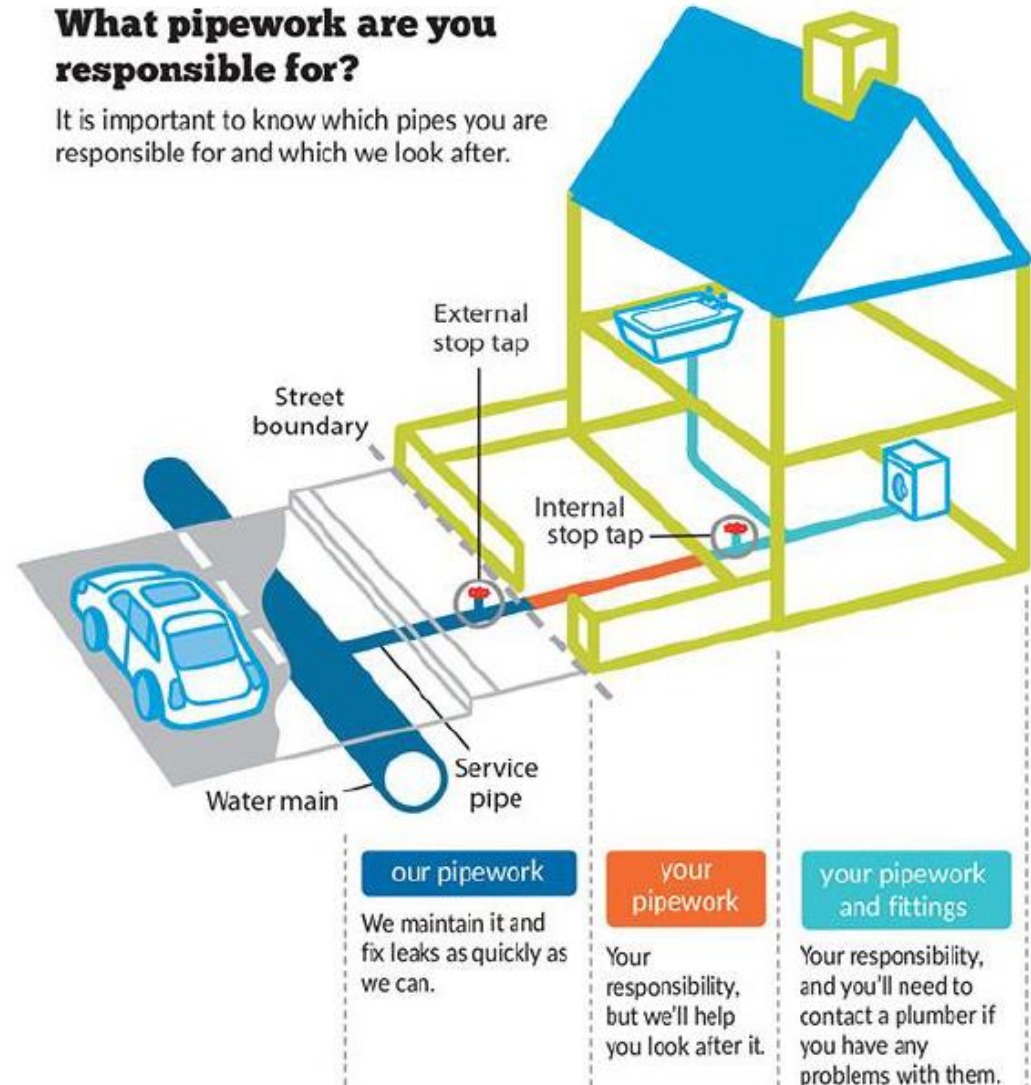 What pipework are you
responsible for?
It is important to know which pipes you are
responsible for and which we look after.
External
stop tap
Street
boundary
Internal
stop tap
Service
pipe
Water main
our pipework
We maintain it and
fix leaks as quickly as
we can.
your
pipework
Your
responsibility,
but we'll help
you look after it.
your pipework
and fittings
Your responsibility,
and you'll need to
contact a plumber if
you have any
problems with them.